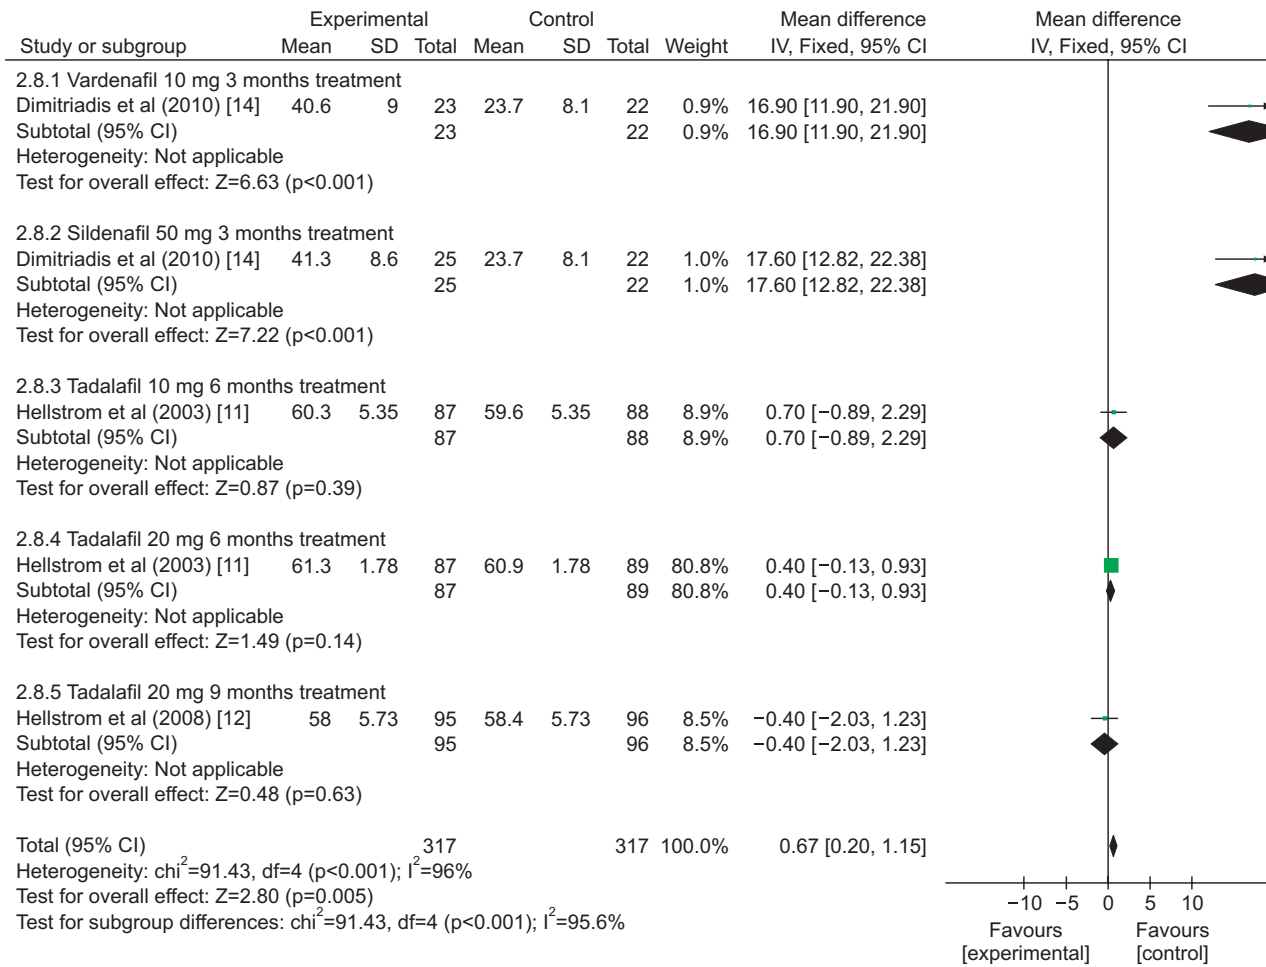 Experimental Control Mean difference Mean difference
Study or subgroup Mean SD Total Mean SD Total Weight IV, Fixed, 95% CI IV, Fixed, 95% CI
2.8.1 Vardenafil 10 mg 3 months treatment
Dimitriadis et al (2010) [14] 40.6 9 23 23.7 8.1 22 0.9% 16.90 [11.90, 21.90]
Subtotal (95% CI) 23 22 0.9% 16.90 [11.90, 21.90]
Heterogeneity: Not applicable
Test for overall effect: Z=6.63 (p<0.001)
2.8.2 Sildenafil 50 mg 3 months treatment
Dimitriadis et al (2010) [14] 41.3 8.6 25 23.7 8.1 22 1.0% 17.60 [12.82, 22.38]
Subtotal (95% CI) 25 22 1.0% 17.60 [12.82, 22.38]
Heterogeneity: Not applicable
Test for overall effect: Z=7.22 (p<0.001)
2.8.3 Tadalafil 10 mg 6 months treatment
Hellstrom et al (2003) [11] 60.3 5.35 87 59.6 5.35 88 8.9% 0.70 [−0.89, 2.29]
Subtotal (95% CI) 87 88 8.9% 0.70 [−0.89, 2.29]
Heterogeneity: Not applicable
Test for overall effect: Z=0.87 (p=0.39)
2.8.4 Tadalafil 20 mg 6 months treatment
Hellstrom et al (2003) [11] 61.3 1.78 87 60.9 1.78 89 80.8% 0.40 [−0.13, 0.93]
Subtotal (95% CI) 87 89 80.8% 0.40 [−0.13, 0.93]
Heterogeneity: Not applicable
Test for overall effect: Z=1.49 (p=0.14)
2.8.5 Tadalafil 20 mg 9 months treatment
Hellstrom et al (2008) [12] 58 5.73 95 58.4 5.73 96 8.5% −0.40 [−2.03, 1.23]
Subtotal (95% CI) 95 96 8.5% −0.40 [−2.03, 1.23]
Heterogeneity: Not applicable
Test for overall effect: Z=0.48 (p=0.63)
Total (95% CI) 317 317 100.0% 0.67 [0.20, 1.15]
Heterogeneity: chi²=91.43, df=4 (p<0.001); I²=96%
Test for overall effect: Z=2.80 (p=0.005)
Test for subgroup differences: chi²=91.43, df=4 (p<0.001); I²=95.6%
−10 −5 0 5 10
Favours Favours
[experimental] [control]